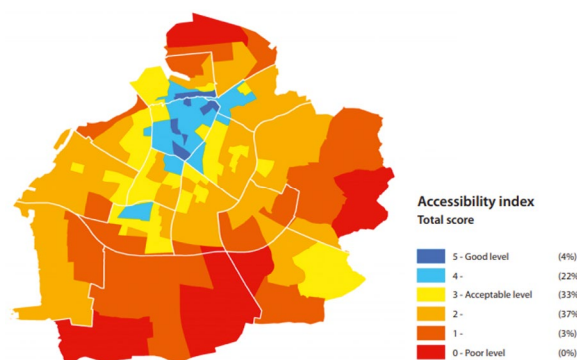 Accessibility index
Total score
5 - Good level (4%)
4 - (22%)
3 - Acceptable level (33%)
2 - (37%)
1 - (3%)
0 - Poor level (0%)